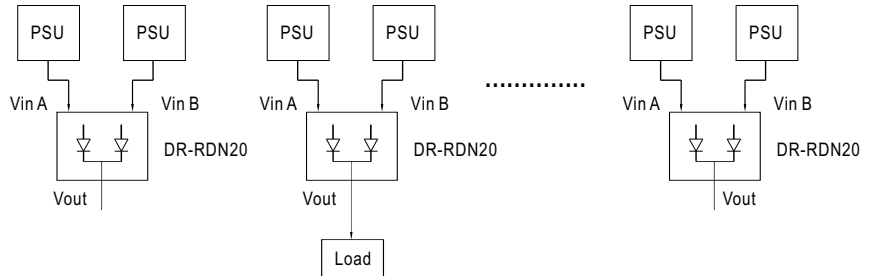 PSU PSU PSU PSU PSU PSU
Vin A Vin B Vin A Vin B Vin A Vin B
DR-RDN20 DR-RDN20 DR-RDN20
Vout Vout Vout
Load